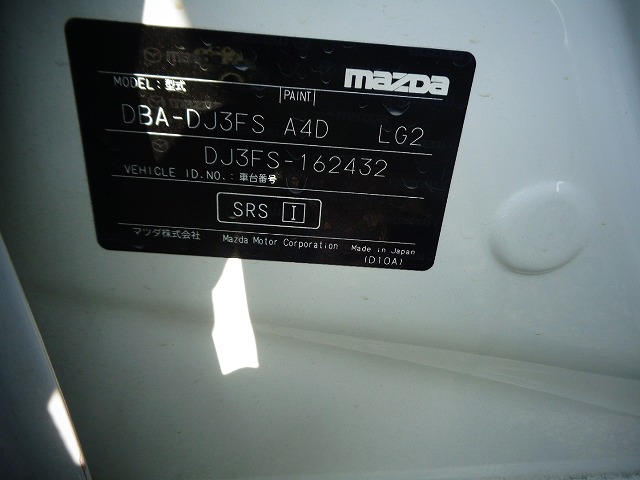 mazda
MODEL:型式 PAINT
DBA-DJ3FS A4D LG2
DJ3FS-162432
VEHICLE ID.NO.:車台番号
SRS I
マツダ株式会社 Mazda Motor Corporation Made in Japan
(D10A)